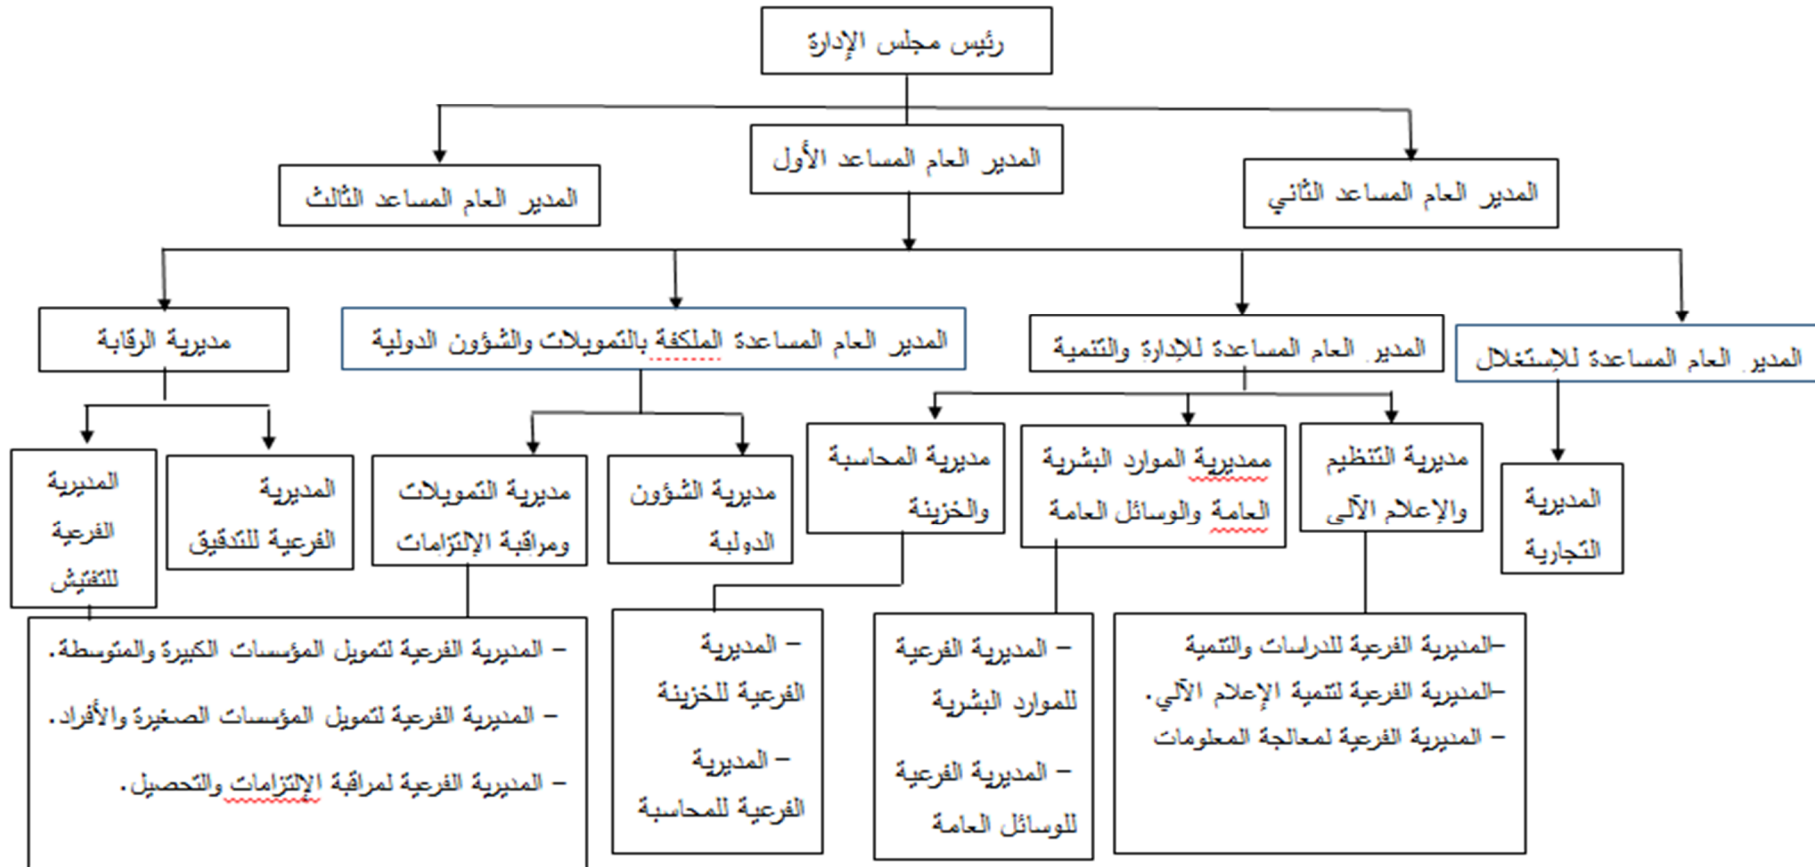 رئيس مجلس الإدارة
المدير العام المساعد الأول
المدير العام المساعد الثاني
المدير العام المساعد الثالث
المدير العام المساعدة للإستغلال
المدير العام المساعدة للإدارة والتنمية
المدير العام المساعدة الملكفة بالتمويلات والشؤون الدولية
مديرية الرقابة
المديرية
التجارية
مديرية التنظيم
والإعلام الآلي
ممديرية الموارد البشرية
العامة والوسائل العامة
مديرية المحاسبة
والخزينة
مديرية الشؤون
الدولية
مديرية التمويلات
ومراقبة الإلتزامات
المديرية
الفرعية للتدقيق
المديرية
الفرعية
للتفتيش
–المديرية الفرعية للدراسات والتنمية
–المديرية الفرعية لتنمية الإعلام الآلي.
– المديرية الفرعية لمعالجة المعلومات
– المديرية الفرعية
للموارد البشرية
– المديرية الفرعية
للوسائل العامة
– المديرية
الفرعية للخزينة
– المديرية
الفرعية للمحاسبة
– المديرية الفرعية لتمويل المؤسسات الكبيرة والمتوسطة.
– المديرية الفرعية لتمويل المؤسسات الصغيرة والأفراد.
– المديرية الفرعية لمراقبة الإلتزامات والتحصيل.